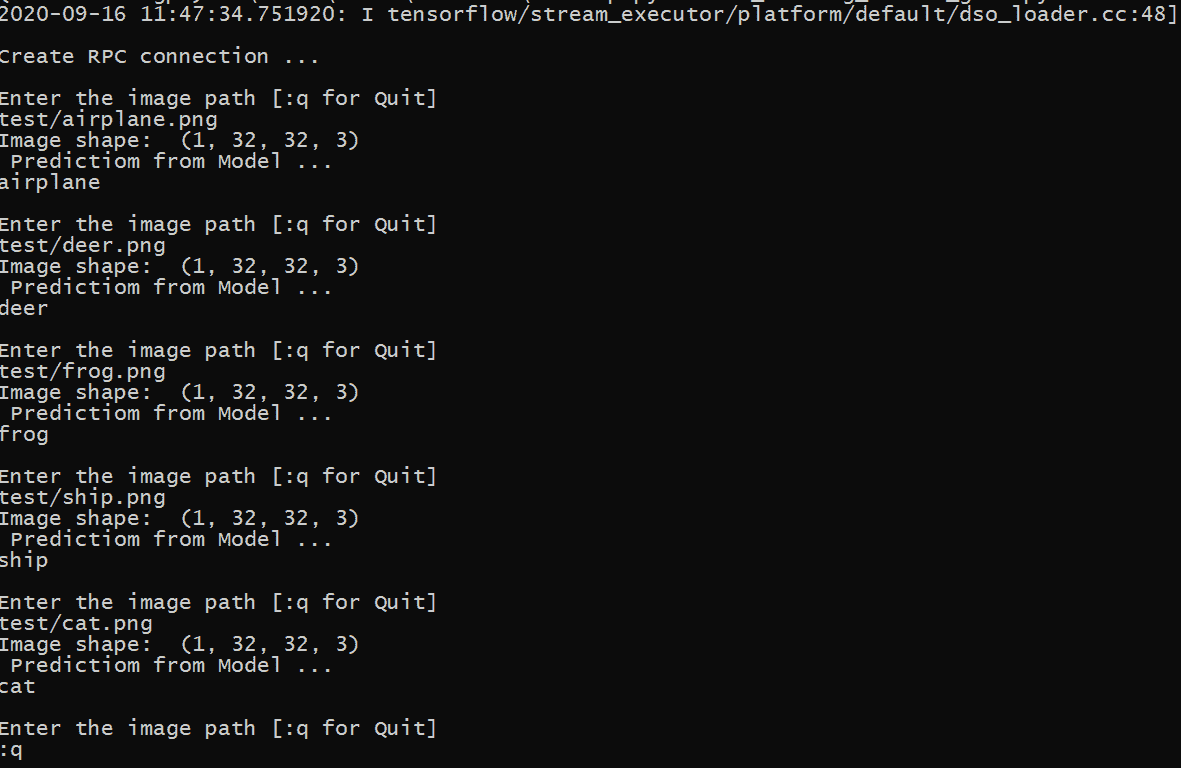 2020-09-16 11:47:34.751920: I tensorflow/stream_executor/platform/default/dso_loader.cc:48]
Create RPC connection ...
Enter the image path [:q for Quit]
test/airplane.png
Image shape:  (1, 32, 32, 3)
 Predictiom from Model ...
airplane
Enter the image path [:q for Quit]
test/deer.png
Image shape:  (1, 32, 32, 3)
 Predictiom from Model ...
deer
Enter the image path [:q for Quit]
test/frog.png
Image shape:  (1, 32, 32, 3)
 Predictiom from Model ...
frog
Enter the image path [:q for Quit]
test/ship.png
Image shape:  (1, 32, 32, 3)
 Predictiom from Model ...
ship
Enter the image path [:q for Quit]
test/cat.png
Image shape:  (1, 32, 32, 3)
 Predictiom from Model ...
cat
Enter the image path [:q for Quit]
:q